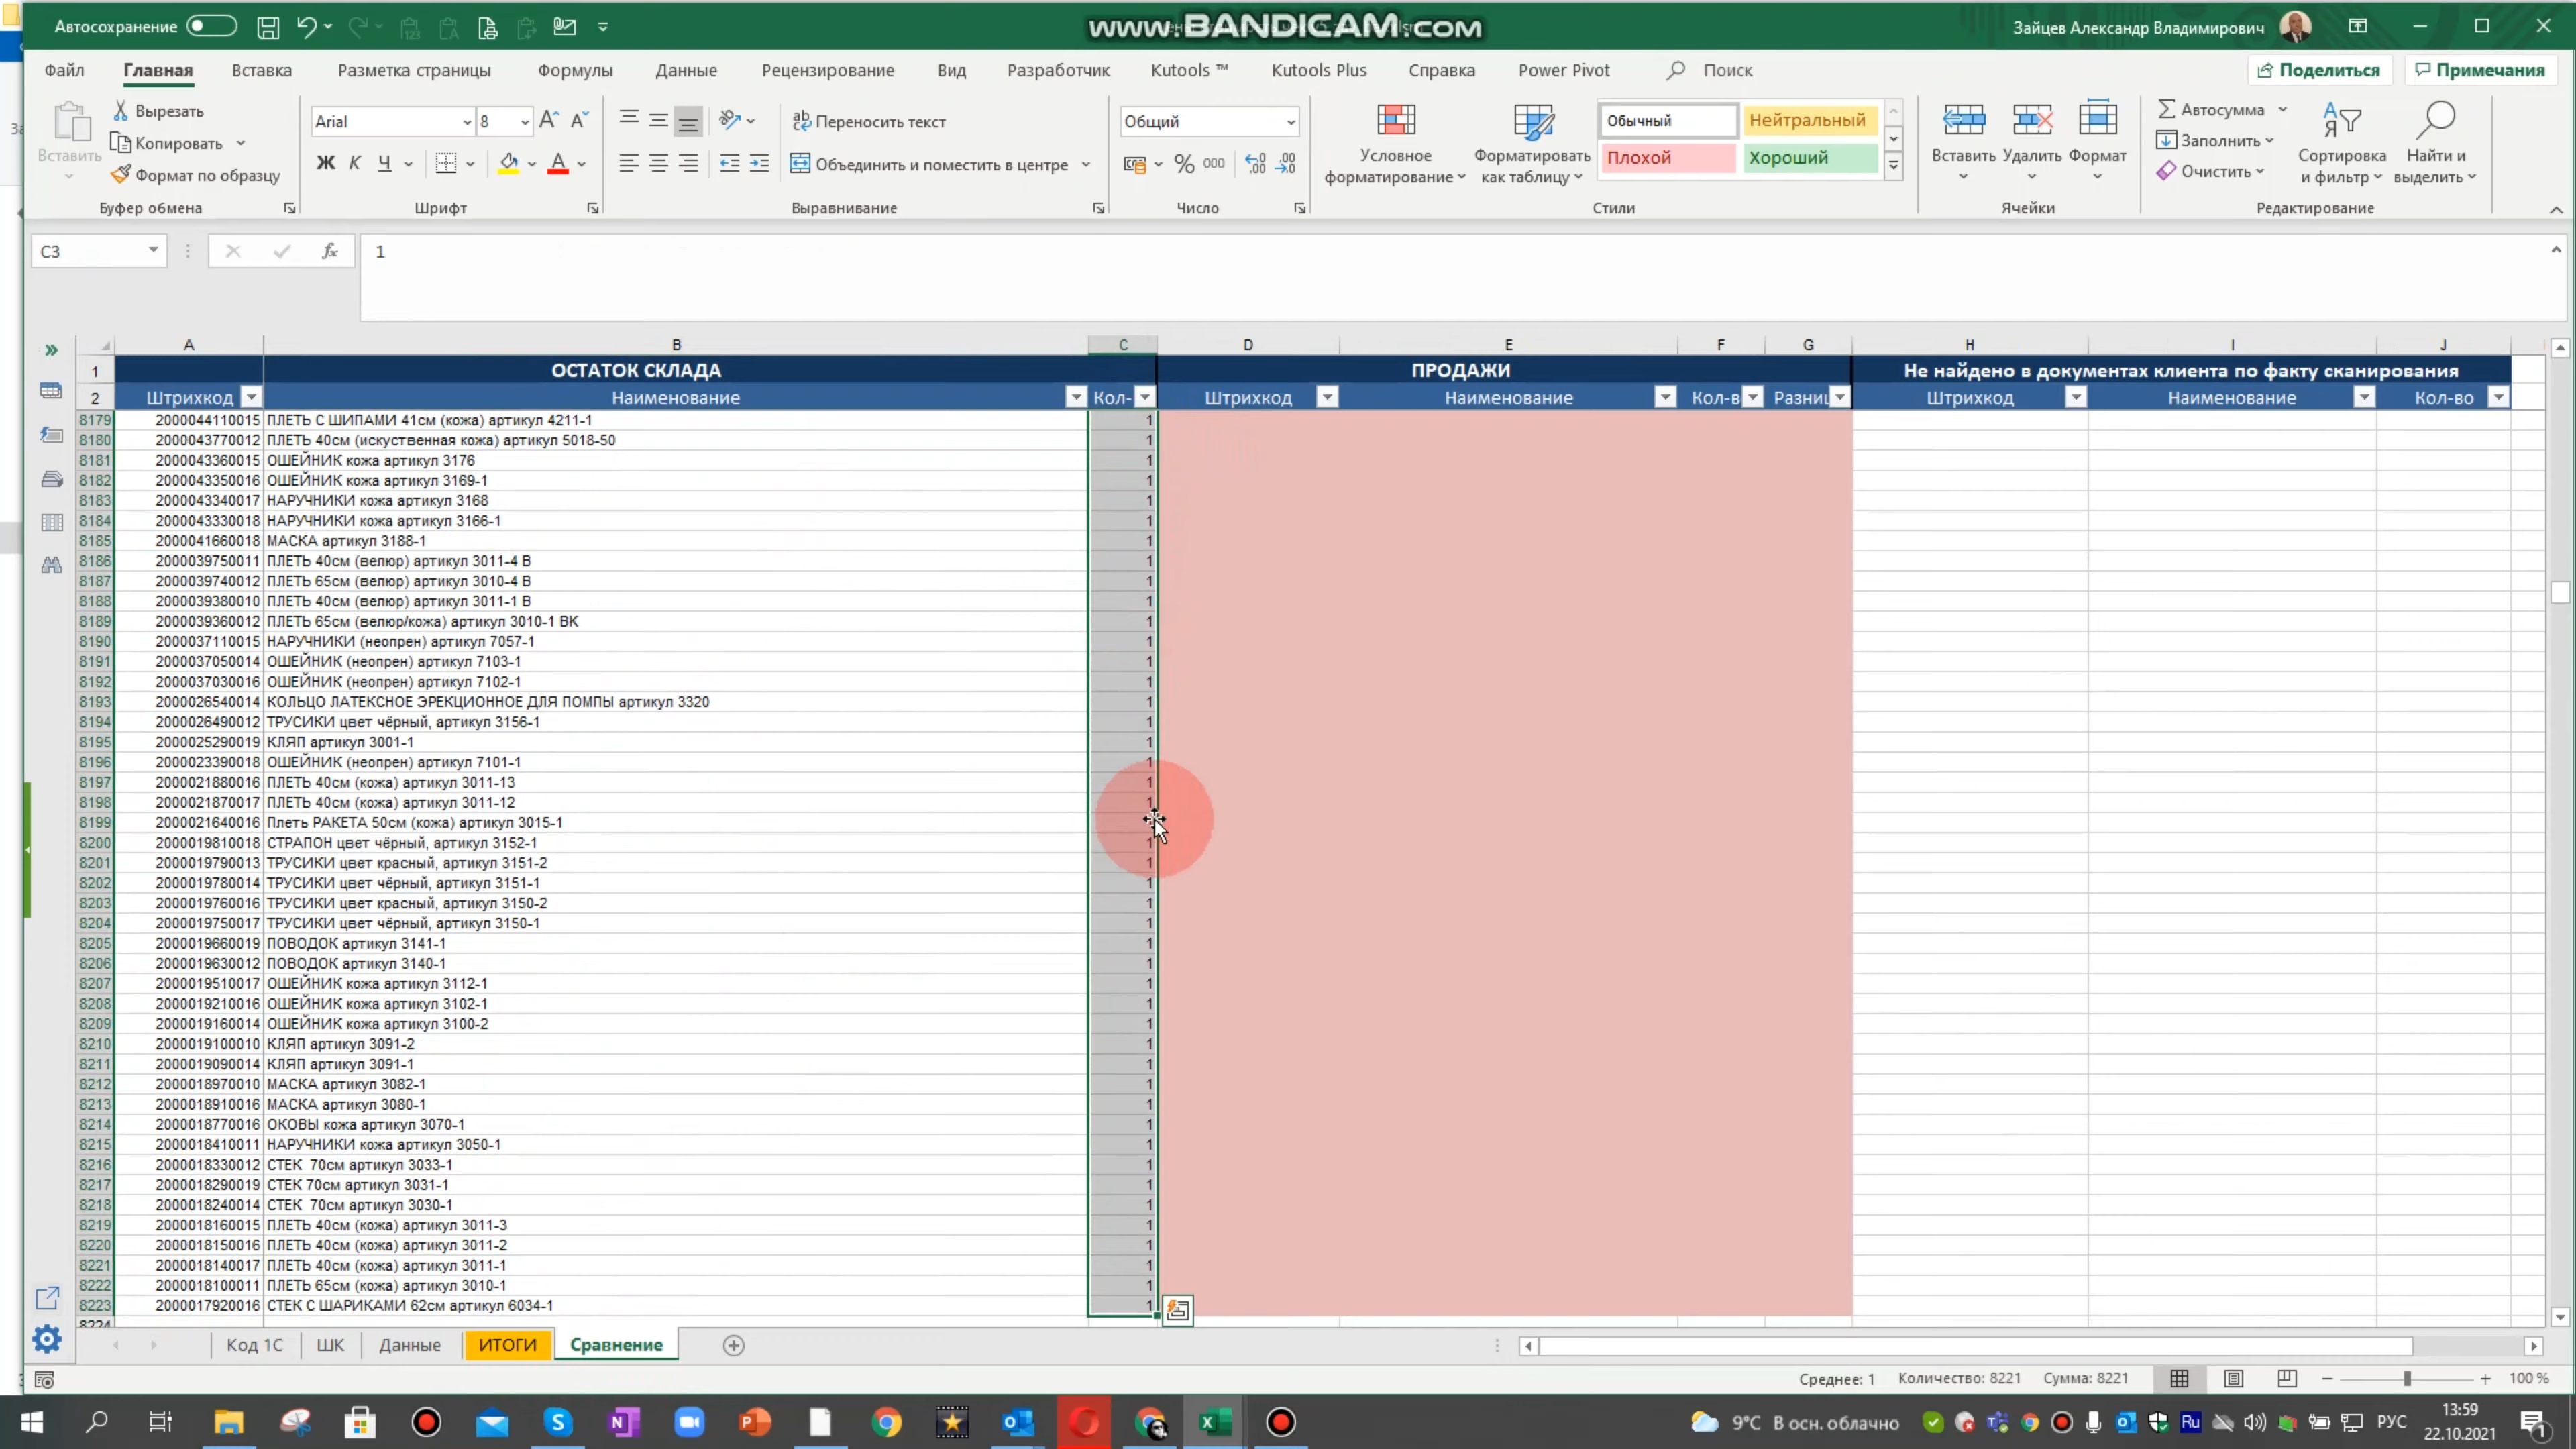 Автосохранение
www.BANDICAM.com
Зайцев Александр Владимирович
Файл Главная Вставка Разметка страницы Формулы Данные Рецензирование Вид Разработчик Kutools ™ Kutools Plus Справка Power Pivot Поиск Поделиться Примечания
Вставить
Вырезать
Копировать
Формат по образцу
Буфер обмена
Arial 8
Ж К Ч
Шрифт
Переносить текст
Объединить и поместить в центре
Выравнивание
Общий
% 000
Число
Условное форматирование
Форматировать как таблицу
Обычный Нейтральный
Плохой Хороший
Стили
Вставить Удалить Формат
Ячейки
Автосумма
Заполнить
Очистить
Сортировка и фильтр
Найти и выделить
Редактирование
C3 fx 1
A B C D E F G H I J
1 ОСТАТОК СКЛАДА ПРОДАЖИ Не найдено в документах клиента по факту сканирования
2 Штрихкод Наименование Кол- Штрихкод Наименование Кол-в Разниц Штрихкод Наименование Кол-во
8179 2000044110015 ПЛЕТЬ С ШИПАМИ 41см (кожа) артикул 4211-1 1
8180 2000043770012 ПЛЕТЬ 40см (искуственная кожа) артикул 5018-50 1
8181 2000043360015 ОШЕЙНИК кожа артикул 3176 1
8182 2000043350016 ОШЕЙНИК кожа артикул 3169-1 1
8183 2000043340017 НАРУЧНИКИ кожа артикул 3168 1
8184 2000043330018 НАРУЧНИКИ кожа артикул 3166-1 1
8185 2000041660018 МАСКА артикул 3188-1 1
8186 2000039750011 ПЛЕТЬ 40см (велюр) артикул 3011-4 В 1
8187 2000039740012 ПЛЕТЬ 65см (велюр) артикул 3010-4 В 1
8188 2000039380010 ПЛЕТЬ 40см (велюр) артикул 3011-1 В 1
8189 2000039360012 ПЛЕТЬ 65см (велюр/кожа) артикул 3010-1 ВК 1
8190 2000037110015 НАРУЧНИКИ (неопрен) артикул 7057-1 1
8191 2000037050014 ОШЕЙНИК (неопрен) артикул 7103-1 1
8192 2000037030016 ОШЕЙНИК (неопрен) артикул 7102-1 1
8193 2000026540014 КОЛЬЦО ЛАТЕКСНОЕ ЭРЕКЦИОННОЕ ДЛЯ ПОМПЫ артикул 3320 1
8194 2000026490012 ТРУСИКИ цвет чёрный, артикул 3156-1 1
8195 2000025290019 КЛЯП артикул 3001-1 1
8196 2000023390018 ОШЕЙНИК (неопрен) артикул 7101-1 1
8197 2000021880016 ПЛЕТЬ 40см (кожа) артикул 3011-13 1
8198 2000021870017 ПЛЕТЬ 40см (кожа) артикул 3011-12 1
8199 2000021640016 Плеть РАКЕТА 50см (кожа) артикул 3015-1
8200 2000019810018 СТРАПОН цвет чёрный, артикул 3152-1 1
8201 2000019790013 ТРУСИКИ цвет красный, артикул 3151-2 1
8202 2000019780014 ТРУСИКИ цвет чёрный, артикул 3151-1 1
8203 2000019760016 ТРУСИКИ цвет красный, артикул 3150-2 1
8204 2000019750017 ТРУСИКИ цвет чёрный, артикул 3150-1 1
8205 2000019660019 ПОВОДОК артикул 3141-1 1
8206 2000019630012 ПОВОДОК артикул 3140-1 1
8207 2000019510017 ОШЕЙНИК кожа артикул 3112-1 1
8208 2000019210016 ОШЕЙНИК кожа артикул 3102-1 1
8209 2000019160014 ОШЕЙНИК кожа артикул 3100-2 1
8210 2000019100010 КЛЯП артикул 3091-2 1
8211 2000019090014 КЛЯП артикул 3091-1 1
8212 2000018970010 МАСКА артикул 3082-1 1
8213 2000018910016 МАСКА артикул 3080-1 1
8214 2000018770016 ОКОВЫ кожа артикул 3070-1 1
8215 2000018410011 НАРУЧНИКИ кожа артикул 3050-1 1
8216 2000018330012 СТЕК 70см артикул 3033-1 1
8217 2000018290019 СТЕК 70см артикул 3031-1 1
8218 2000018240014 СТЕК 70см артикул 3030-1 1
8219 2000018160015 ПЛЕТЬ 40см (кожа) артикул 3011-3 1
8220 2000018150016 ПЛЕТЬ 40см (кожа) артикул 3011-2 1
8221 2000018140017 ПЛЕТЬ 40см (кожа) артикул 3011-1 1
8222 2000018100011 ПЛЕТЬ 65см (кожа) артикул 3010-1 1
8223 2000017920016 СТЕК С ШАРИКАМИ 62см артикул 6034-1 1
8224
Код 1С ШК Данные ИТОГИ Сравнение
Среднее: 1 Количество: 8221 Сумма: 8221 100 %
9°C В осн. облачно Ru РУС 13:59
22.10.2021